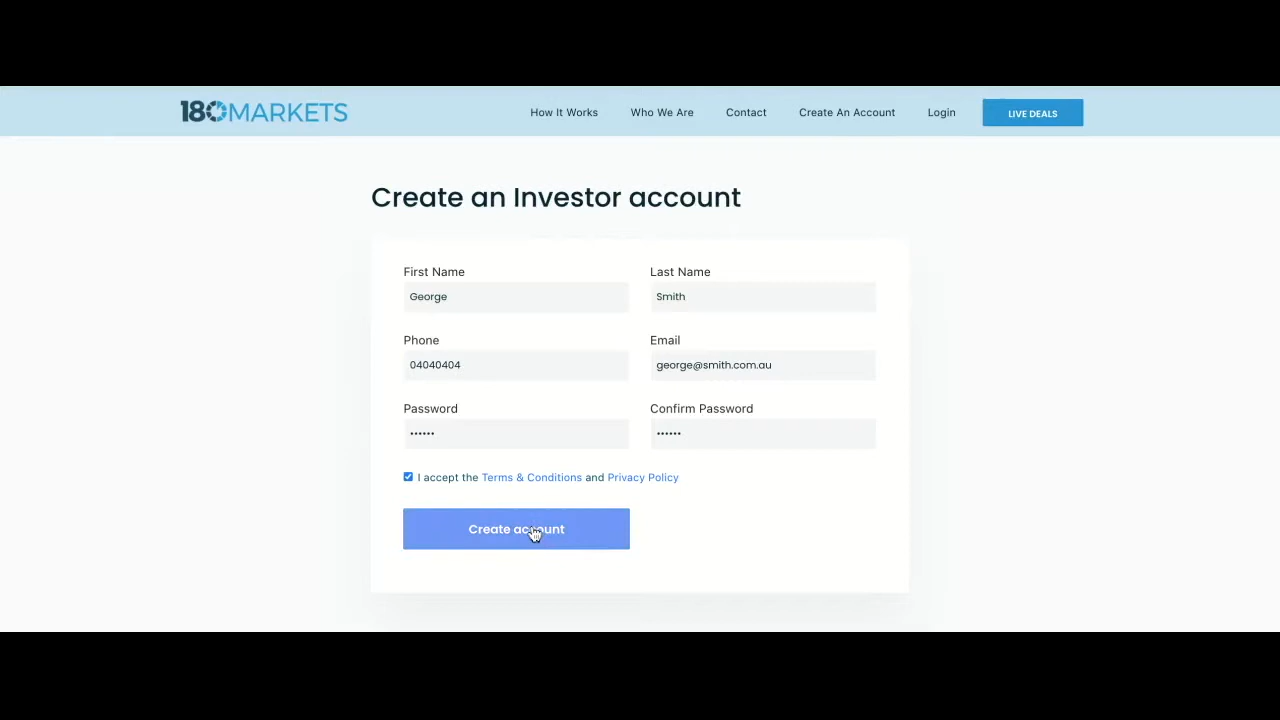 180MARKETS How It Works Who We Are Contact Create An Account Login LIVE DEALS
Create an Investor account
First Name Last Name
George Smith
Phone Email
04040404 george@smith.com.au
Password Confirm Password
•••••• ••••••
I accept the Terms & Conditions and Privacy Policy
Create account